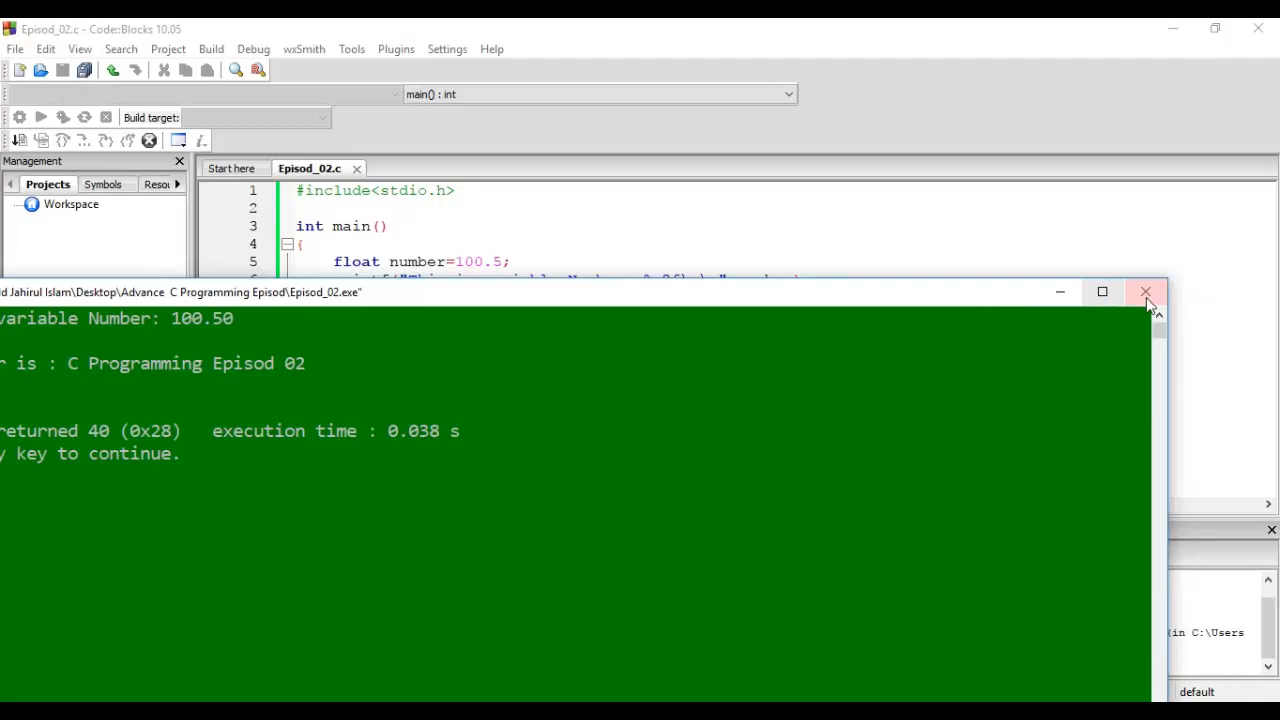 Episod_02.c - Code::Blocks 10.05
File Edit View Search Project Build Debug wxSmith Tools Plugins Settings Help
main() : int
Build target:
Management
Start here Episod_02.c
Projects Symbols Resou
Workspace
1 #include<stdio.h>
2
3 int main()
4 {
5 float number=100.5;
d Jahirul Islam\Desktop\Advance C Programming Episod\Episod_02.exe"
variable Number: 100.50
r is : C Programming Episod 02
returned 40 (0x28) execution time : 0.038 s
y key to continue.
(in C:\Users
default